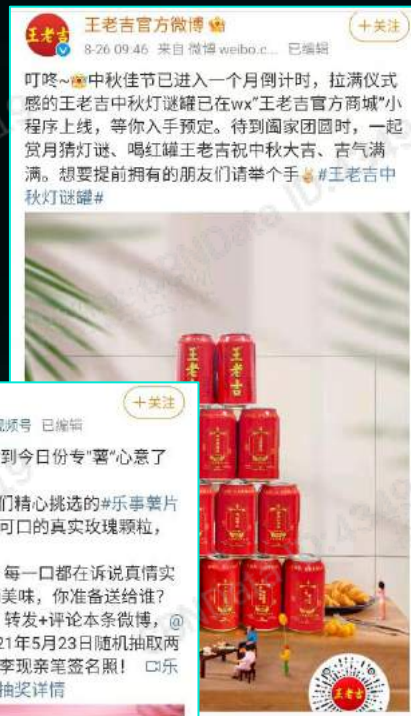 王老吉官方微博
+关注
8-26 09:46 来自 微博 weibo.c... 已编辑
叮咚~中秋佳节已进入一个月倒计时，拉满仪式
感的王老吉中秋灯谜罐已在wx"王老吉官方商城"小
程序上线，等你入手预定。待到阖家团圆时，一起
赏月猜灯谜、喝红罐王老吉祝中秋大吉、吉气满
满。想要提前拥有的朋友们请举个手#王老吉中
秋灯谜罐#
王老吉
王老吉
王老吉
+关注
视频号 已编辑
到今日份专"薯"心意了
们精心挑选的#乐事薯片
可口的真实玫瑰颗粒，
每一口都在诉说真情实
美味，你准备送给谁？
转发+评论本条微博，@
21年5月23日随机抽取两
李现亲笔签名照！ 乐
抽奖详情
王老吉